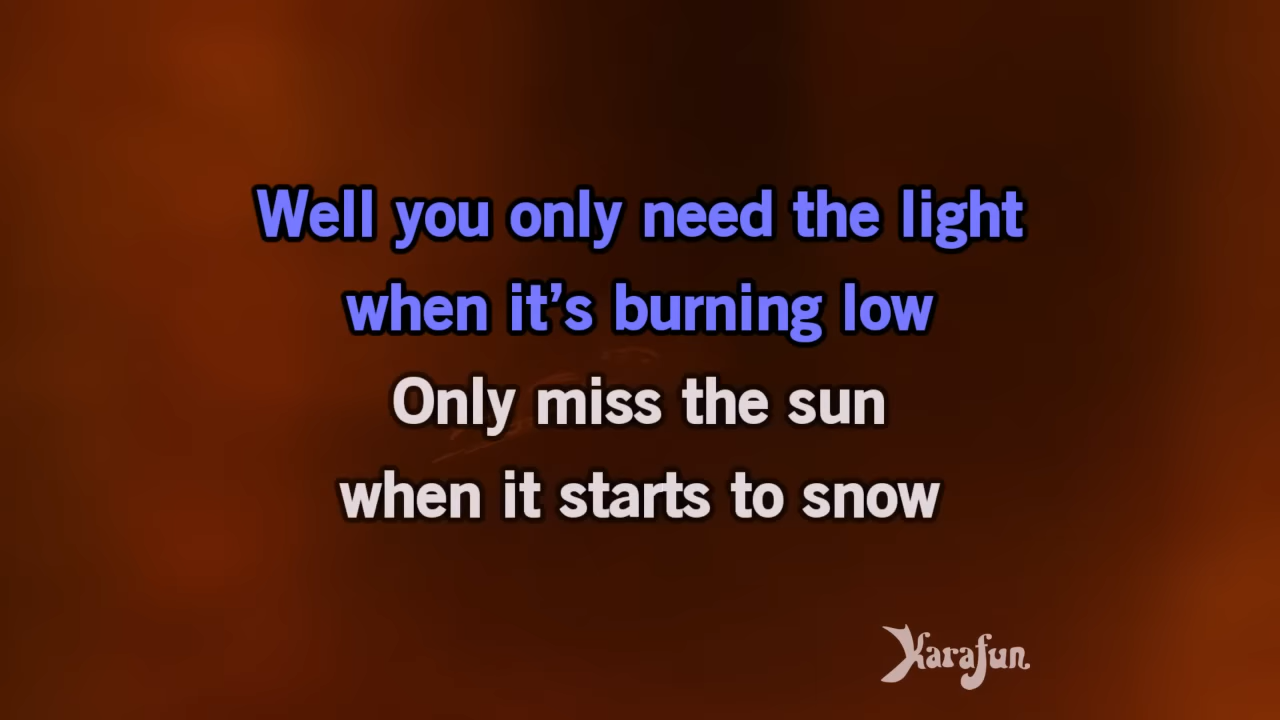 Well you only need the light
when it’s burning low
Only miss the sun
when it starts to snow
Karafun